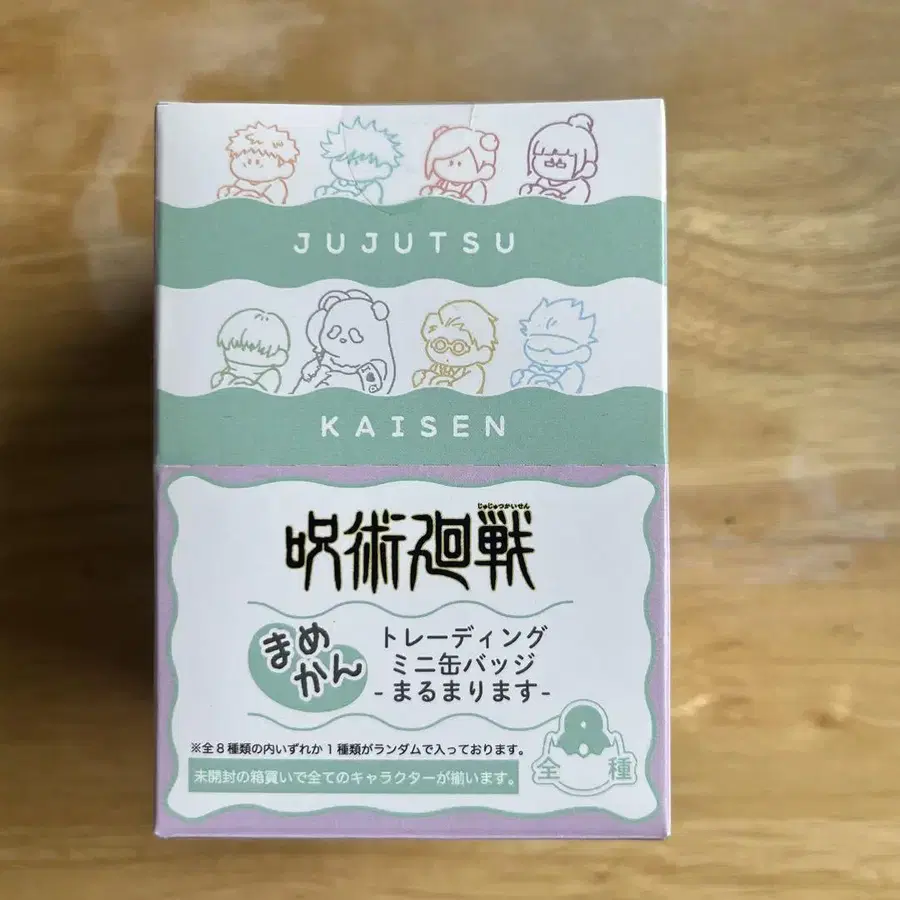 JUJUTSU
KAISEN
じゅじゅつかいせん
呪術廻戦
まめ
かん
トレーディング
ミニ缶バッジ
-まるまります-
※全8種類の内いずれか1種類がランダムで入っております。
未開封の箱買いで全てのキャラクターが揃います。
全8種